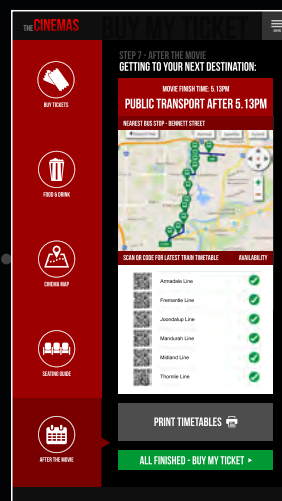 THE CINEMAS
BUY MY TICKET
MENU
STEP 7 - AFTER THE MOVIE
GETTING TO YOUR NEXT DESTINATION:
MOVIE FINISH TIME: 5.13PM
PUBLIC TRANSPORT AFTER 5.13PM
NEAREST BUS STOP - BENNETT STREET
BUY TICKETS
FOOD & DRINK
CINEMA MAP
SEATING GUIDE
AFTER THE MOVIE
SCAN QR CODE FOR LATEST TRAIN TIMETABLE AVAILABILITY
Armadale Line
Fremantle Line
Joondalup Line
Mandurah Line
Midland Line
Thornlie Line
PRINT TIMETABLES
ALL FINISHED - BUY MY TICKET